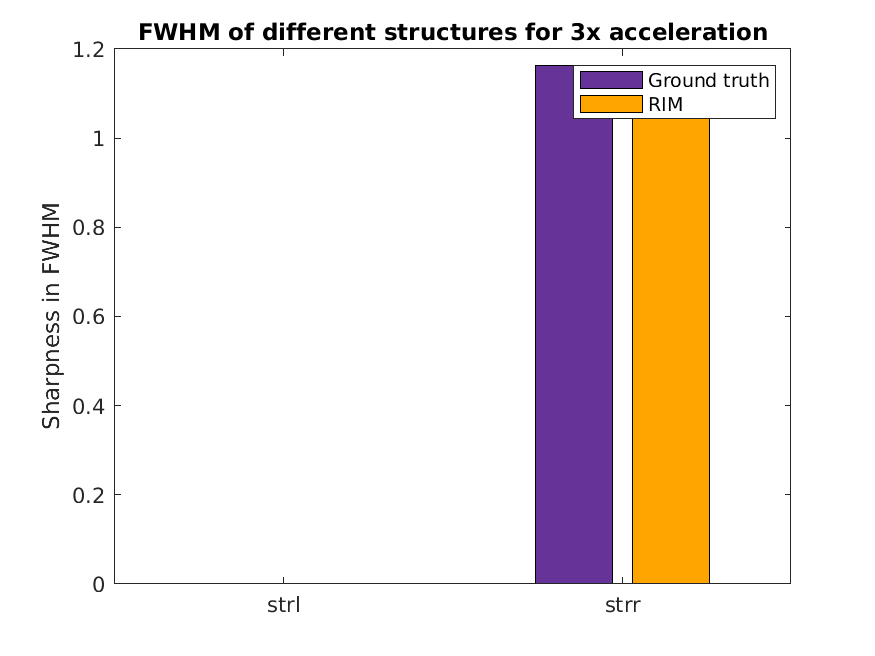 FWHM of different structures for 3x acceleration
1.2
1
0.8
0.6
0.4
0.2
0
Sharpness in FWHM
Ground truth
RIM
strl
strr